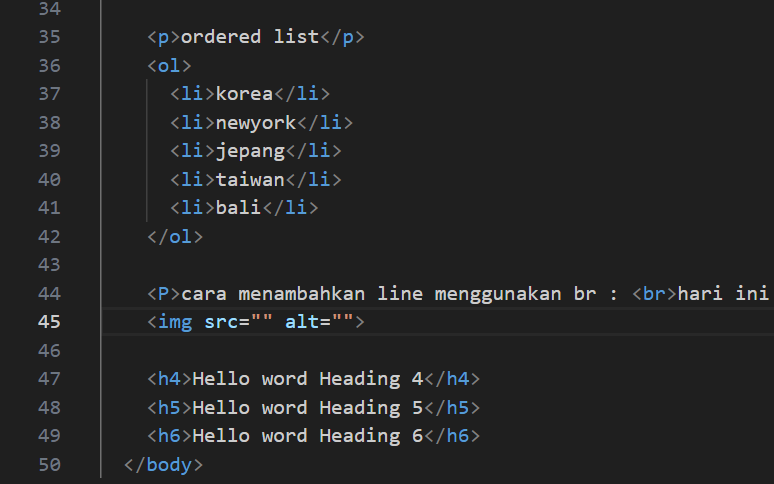 34
35 <p>ordered list</p>
36 <ol>
37 <li>korea</li>
38 <li>newyork</li>
39 <li>jepang</li>
40 <li>taiwan</li>
41 <li>bali</li>
42 </ol>
43
44 <P>cara menambahkan line menggunakan br : <br>hari ini
45 <img src="" alt="">
46
47 <h4>Hello word Heading 4</h4>
48 <h5>Hello word Heading 5</h5>
49 <h6>Hello word Heading 6</h6>
50 </body>